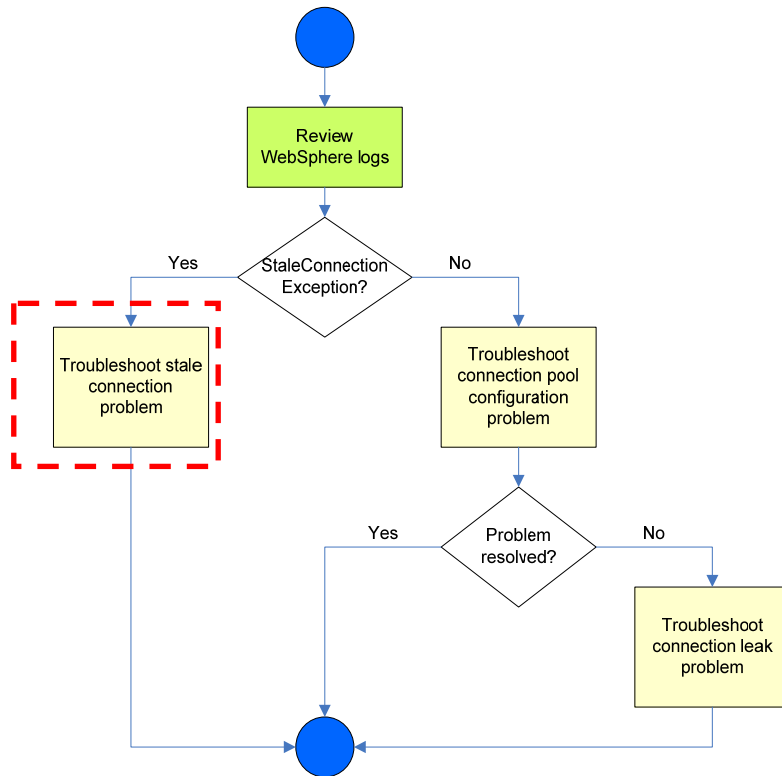 Review
WebSphere logs
StaleConnection
Exception?
Yes
No
Troubleshoot stale
connection
problem
Troubleshoot
connection pool
configuration
problem
Problem
resolved?
Yes
No
Troubleshoot
connection leak
problem